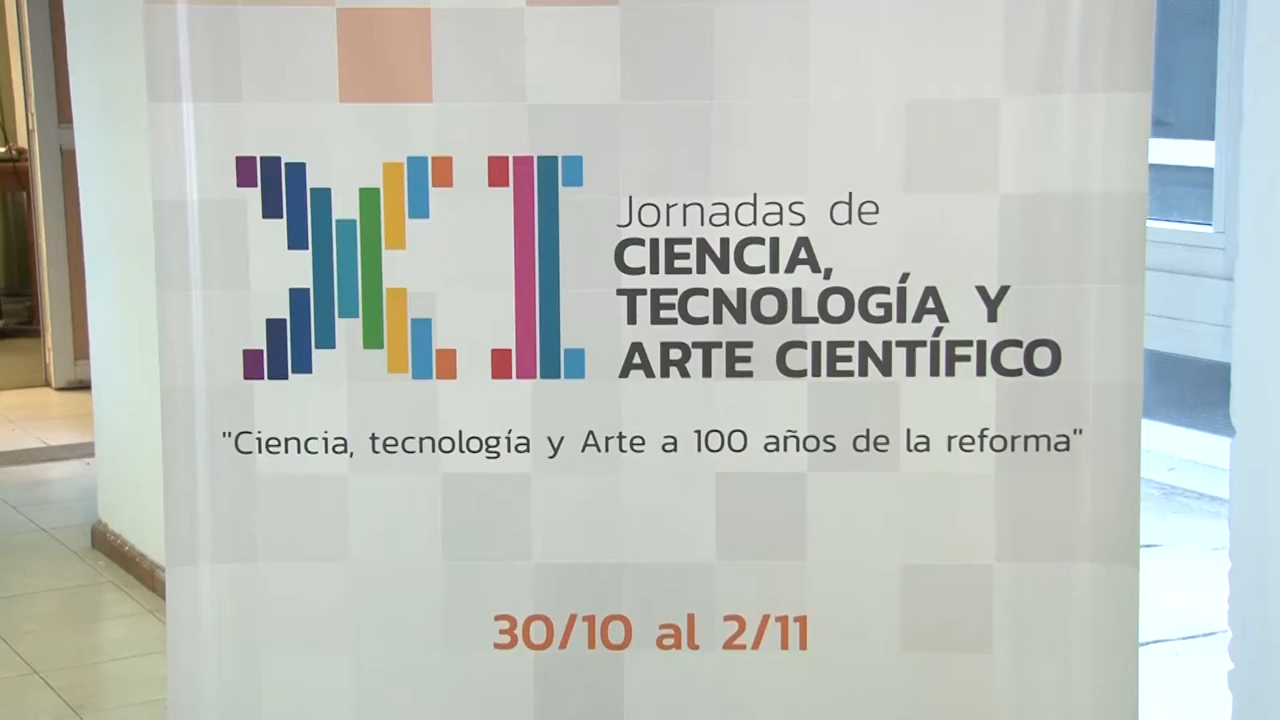 XI
Jornadas de
CIENCIA,
TECNOLOGÍA Y
ARTE CIENTÍFICO
"Ciencia, tecnología y Arte a 100 años de la reforma"
30/10 al 2/11